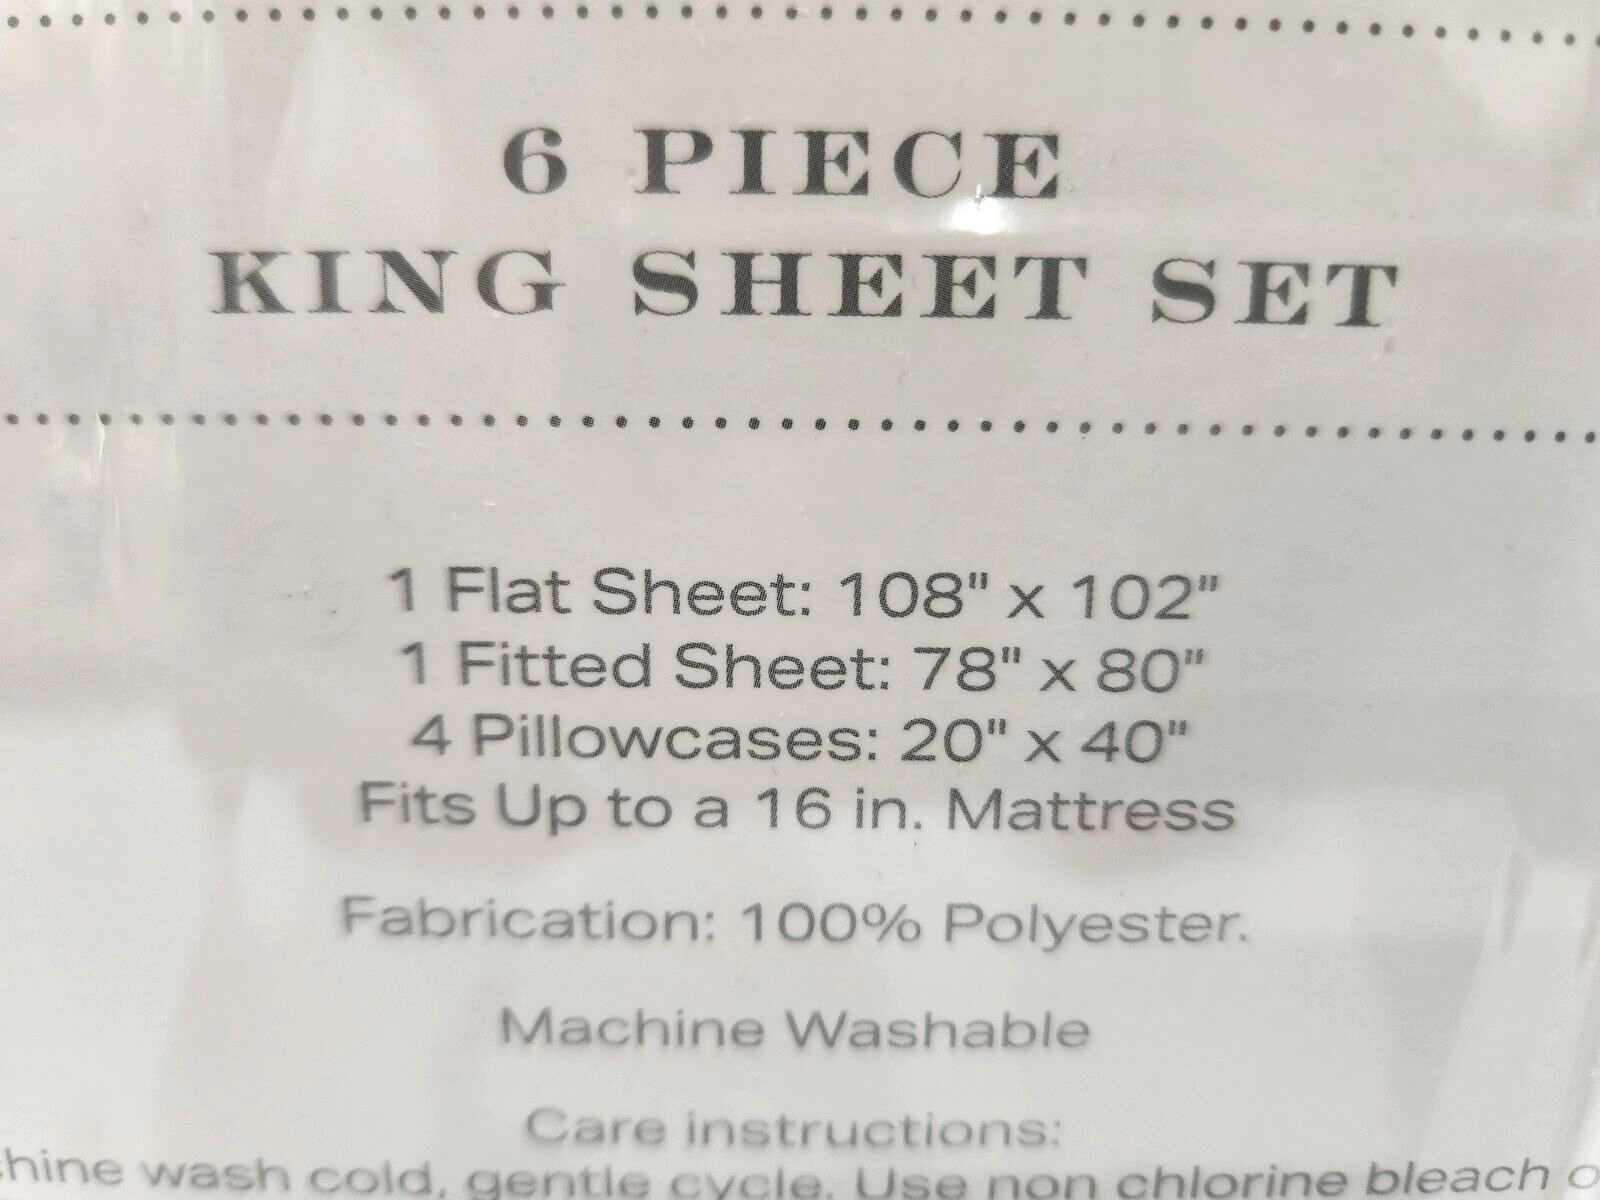 6 PIECE
KING SHEET SET
1 Flat Sheet: 108" x 102"
1 Fitted Sheet: 78" x 80"
4 Pillowcases: 20" x 40"
Fits Up to a 16 in. Mattress
Fabrication: 100% Polyester.
Machine Washable
Care instructions:
hine wash cold, gentle cycle. Use non chlorine bleach o